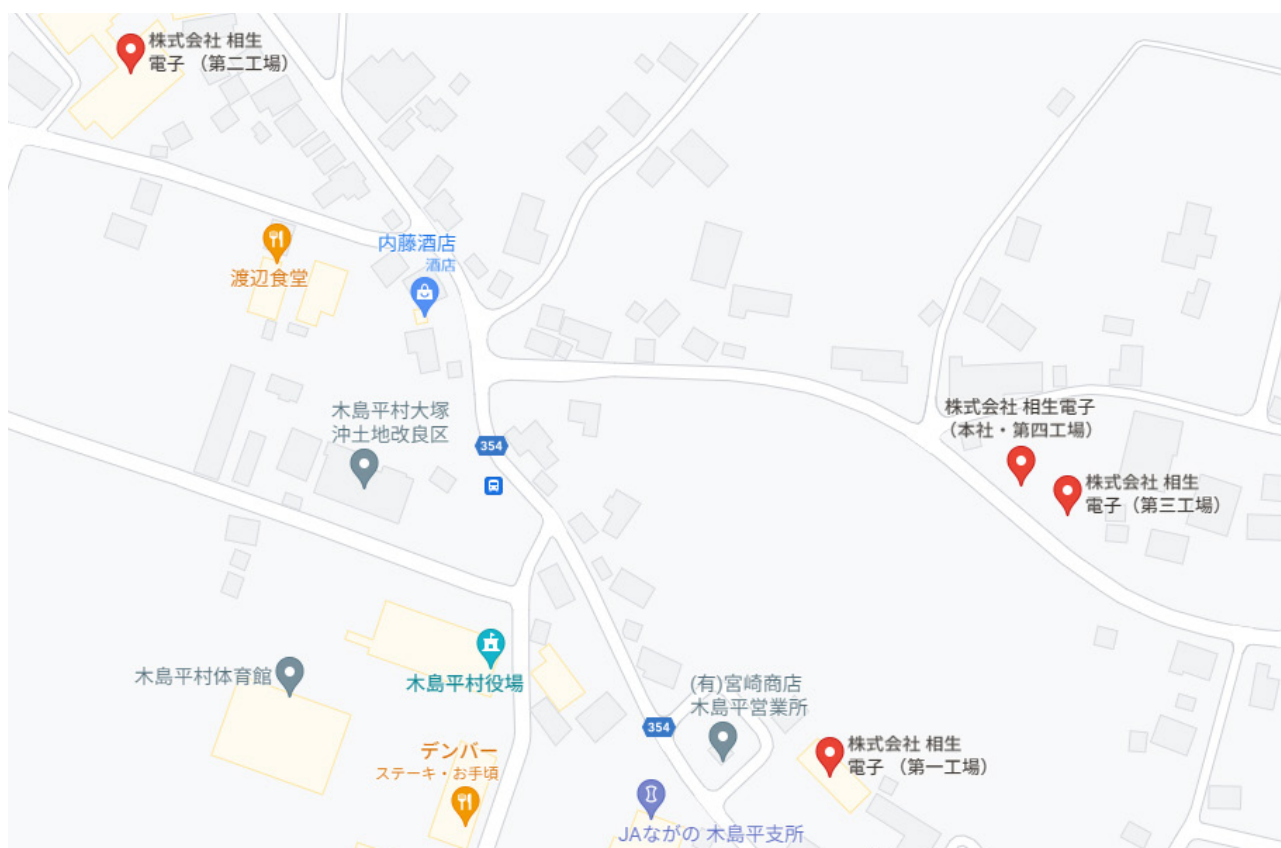 株式会社 相生
電子 （第二工場）
内藤酒店
酒店
渡辺食堂
木島平村大塚
沖土地改良区
354
株式会社 相生電子
（本社・第四工場）
株式会社 相生
電子（第三工場）
木島平村体育館
木島平村役場
(有)宮崎商店
木島平営業所
354
デンバー
ステーキ・お手頃
株式会社 相生
電子 （第一工場）
JAながの 木島平支所